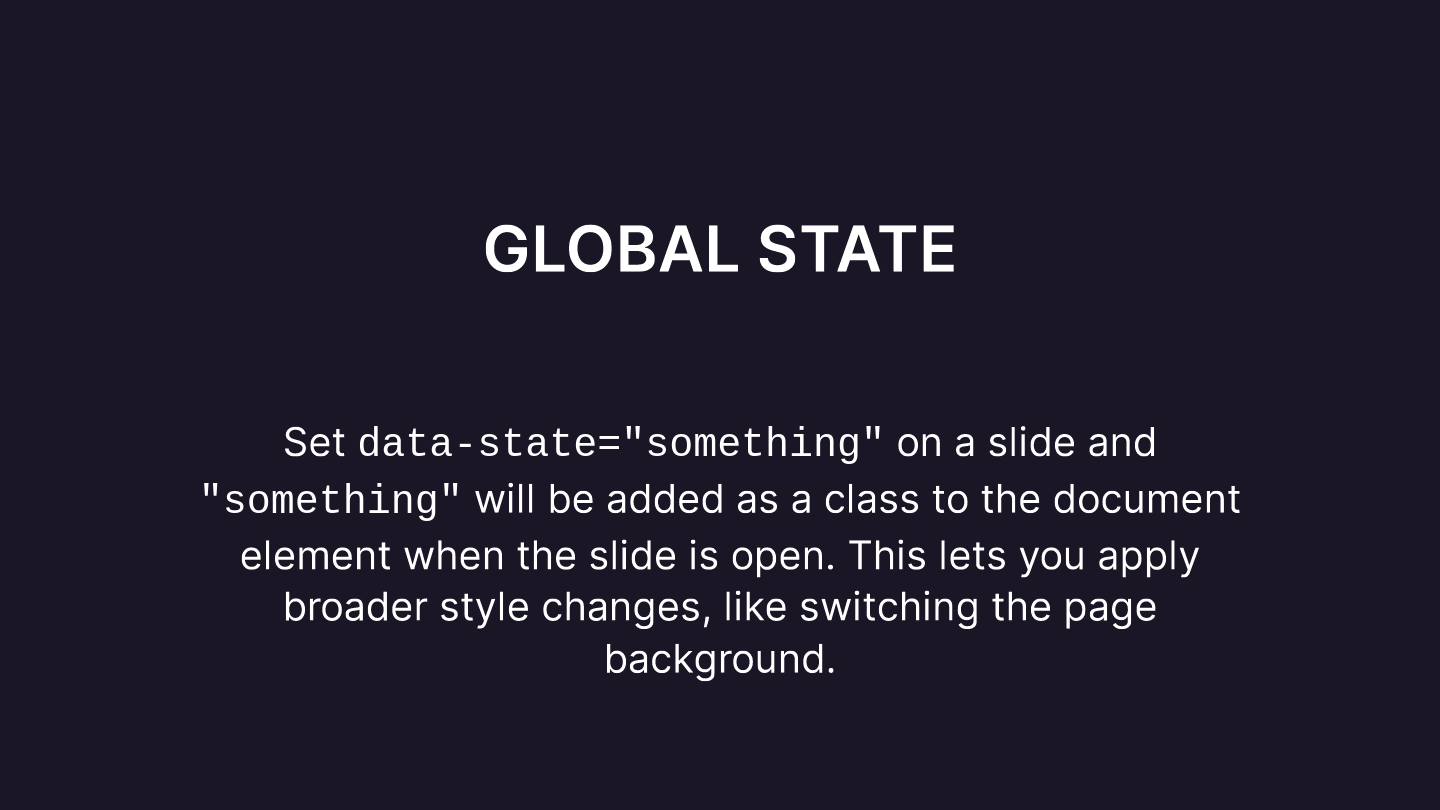 GLOBAL STATE
Set data-state="something" on a slide and
"something" will be added as a class to the document
element when the slide is open. This lets you apply
broader style changes, like switching the page
background.